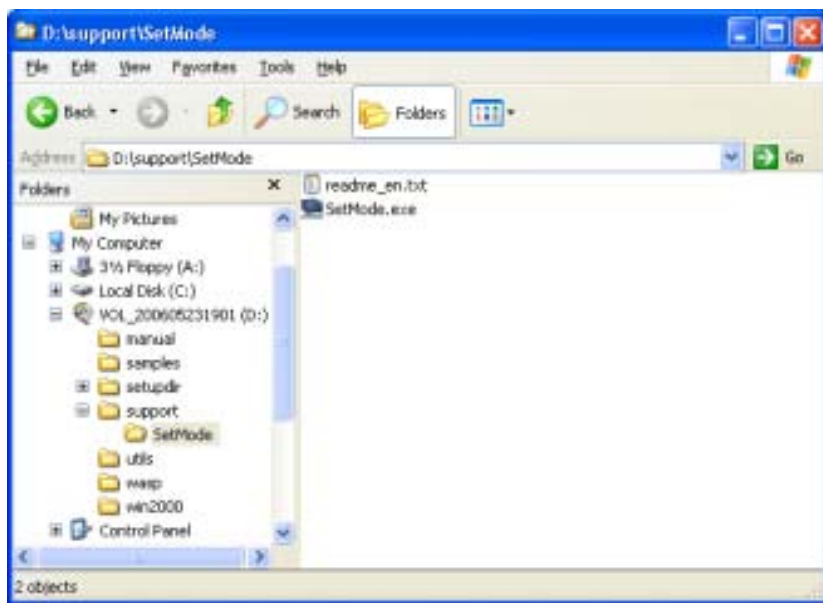 D:\support\SetMode
File Edit View Favorites Tools Help
Back Search Folders
Address D:\support\SetMode Go
Folders
My Pictures
My Computer
3½ Floppy (A:)
Local Disk (C:)
VOL_200605231901 (D:)
manual
samples
setupdir
support
SetMode
utils
wasp
win2000
Control Panel
readme_en.txt
SetMode.exe
2 objects